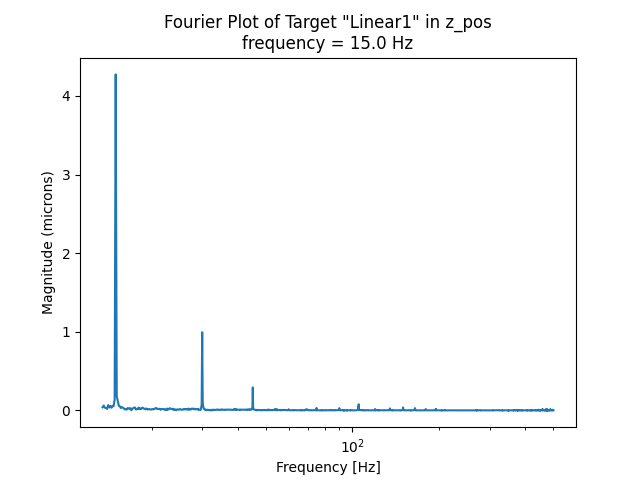 Fourier Plot of Target "Linear1" in z_pos
frequency = 15.0 Hz
Magnitude (microns)
4
3
2
1
0
10²
Frequency [Hz]